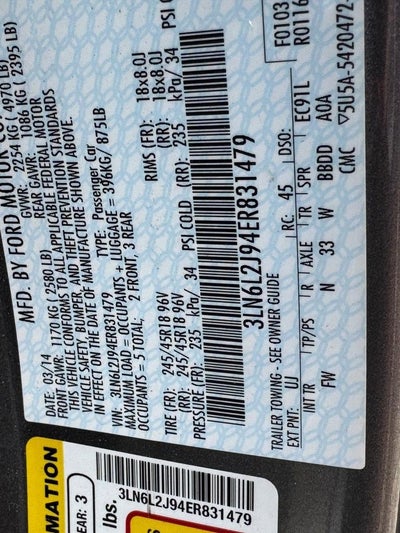 MFD. BY FORD MOTOR CO.
DATE: 03/14
GVWR: 2254 KG ( 4970 LB)
FRONT GAWR: 1170 KG ( 2580 LB)
REAR GAWR: 1086 KG ( 2395 LB)
THIS VEHICLE CONFORMS TO ALL APPLICABLE FEDERAL MOTOR
VEHICLE SAFETY, BUMPER, AND THEFT PREVENTION STANDARDS
IN EFFECT ON THE DATE OF MANUFACTURE SHOWN ABOVE.
VIN: 3LN6L2J94ER831479
TYPE: Passenger Car
MAXIMUM LOAD = OCCUPANTS + LUGGAGE = 396KG/ 875LB
OCCUPANTS = 5 TOTAL: 2 FRONT, 3 REAR
TIRE (FR): 245/45R18 96V RIMS (FR): 18x8.0J
(RR): 245/45R18 96V (RR): 18x8.0J
PRESSURE (FR): 235 kPa/ 34 PSI COLD (RR): 235 kPa/ 34 PSI
3LN6L2J94ER831479
F0103
R0116
TRAILER TOWING - SEE OWNER GUIDE
EXT PNT: UJ RC: 45 DSO: EC91L
INT TR TP/PS R AXLE TR SPR
FW N 33 W BBDD AOA
CMC ▽5U5A-5420472-
MATION
EAR: 3
lbs.
3LN6L2J94ER831479